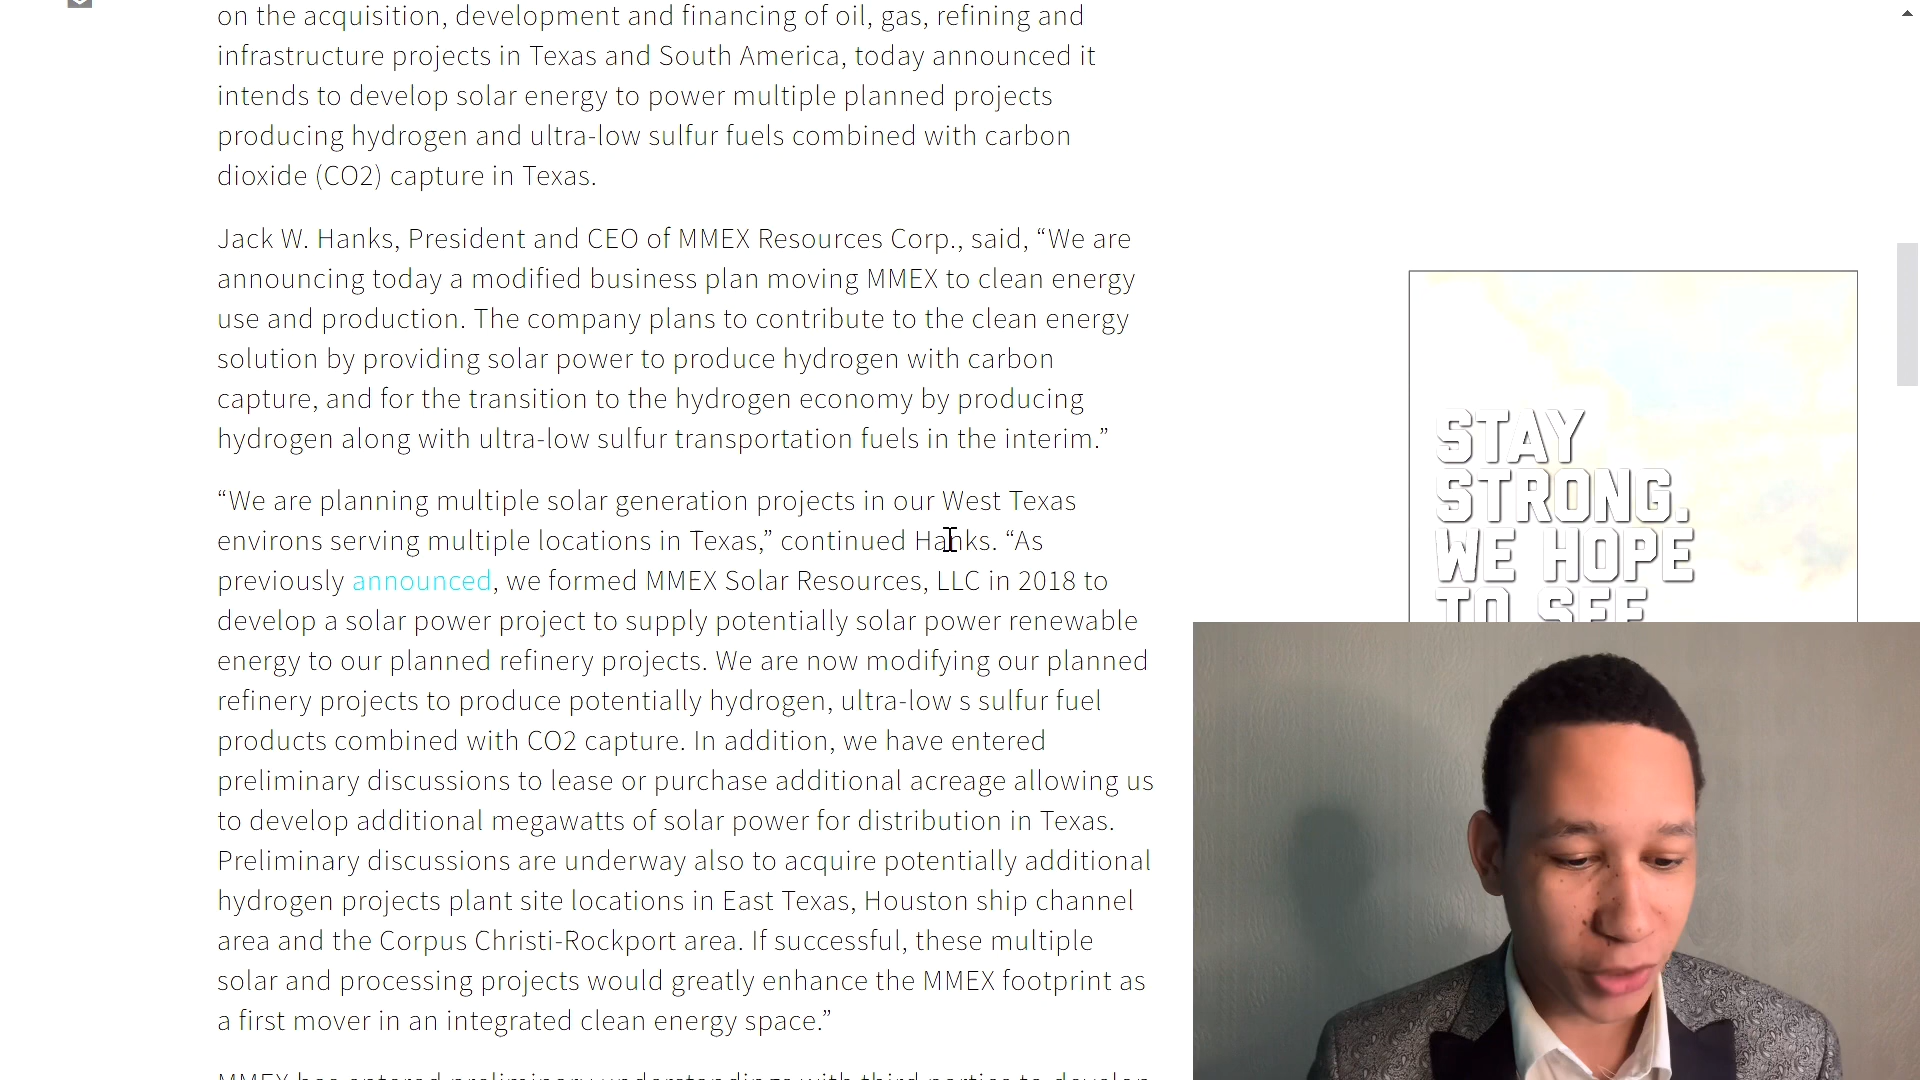 on the acquisition, development and financing of oil, gas, refining and
infrastructure projects in Texas and South America, today announced it
intends to develop solar energy to power multiple planned projects
producing hydrogen and ultra-low sulfur fuels combined with carbon
dioxide (CO2) capture in Texas.
Jack W. Hanks, President and CEO of MMEX Resources Corp., said, “We are
announcing today a modified business plan moving MMEX to clean energy
use and production. The company plans to contribute to the clean energy
solution by providing solar power to produce hydrogen with carbon
capture, and for the transition to the hydrogen economy by producing
hydrogen along with ultra-low sulfur transportation fuels in the interim.”
“We are planning multiple solar generation projects in our West Texas
environs serving multiple locations in Texas,” continued Hanks. “As
previously announced, we formed MMEX Solar Resources, LLC in 2018 to
develop a solar power project to supply potentially solar power renewable
energy to our planned refinery projects. We are now modifying our planned
refinery projects to produce potentially hydrogen, ultra-low s sulfur fuel
products combined with CO2 capture. In addition, we have entered
preliminary discussions to lease or purchase additional acreage allowing us
to develop additional megawatts of solar power for distribution in Texas.
Preliminary discussions are underway also to acquire potentially additional
hydrogen projects plant site locations in East Texas, Houston ship channel
area and the Corpus Christi-Rockport area. If successful, these multiple
solar and processing projects would greatly enhance the MMEX footprint as
a first mover in an integrated clean energy space.”
MMEX has entered preliminary understandings with third parties to develop
STAY
STRONG.
WE HOPE
TO SEE